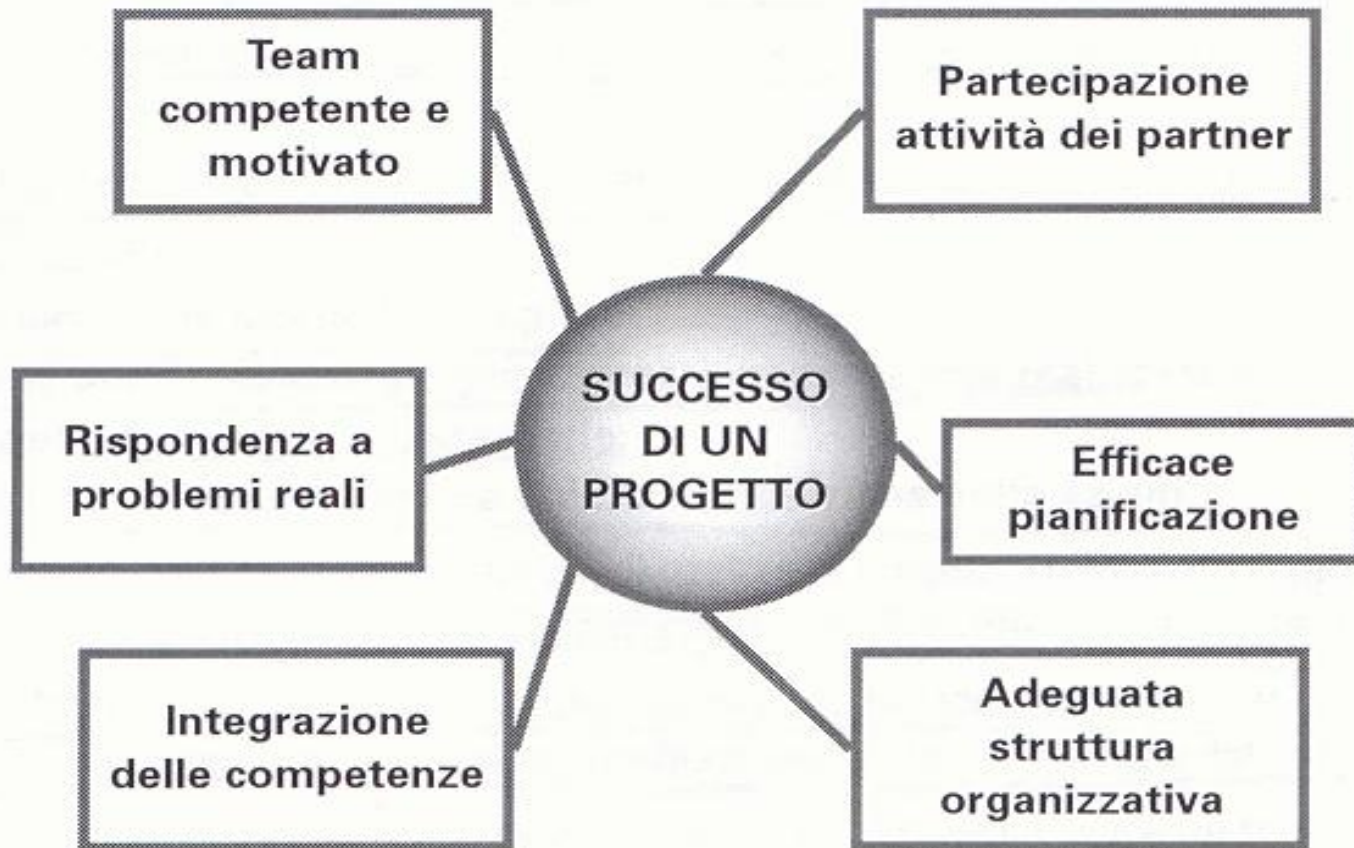 Team
competente e
motivato
Partecipazione
attività dei partner
Rispondenza a
problemi reali
SUCCESSO
DI UN
PROGETTO
Efficace
pianificazione
Integrazione
delle competenze
Adeguata
struttura
organizzativa